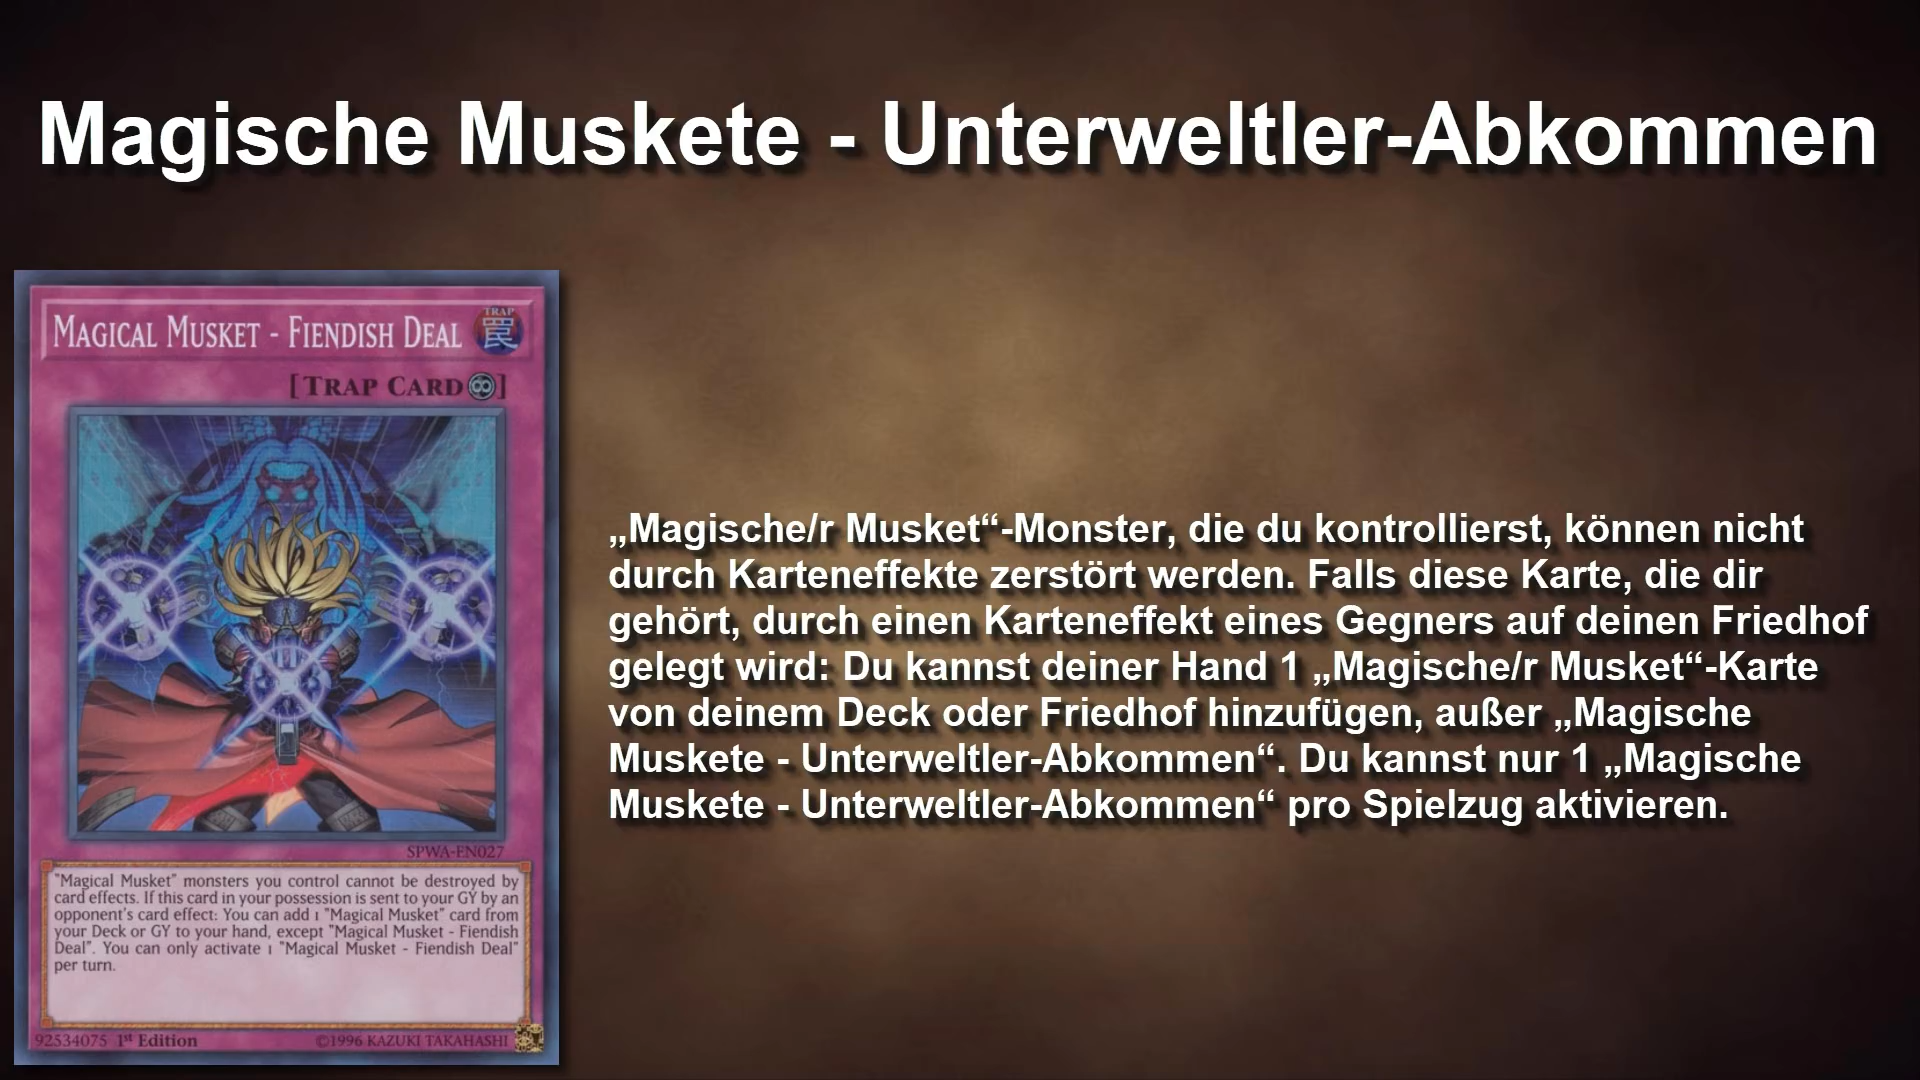 Magische Muskete - Unterweltler-Abkommen
MAGICAL MUSKET - FIENDISH DEAL
TRAP
罠
[TRAP CARD]
SPWA-EN027
"Magical Musket" monsters you control cannot be destroyed by
card effects. If this card in your possession is sent to your GY by an
opponent's card effect: You can add 1 "Magical Musket" card from
your Deck or GY to your hand, except "Magical Musket - Fiendish
Deal". You can only activate 1 "Magical Musket - Fiendish Deal"
per turn.
92534075 1st Edition
©1996 KAZUKI TAKAHASHI
„Magische/r Musket“-Monster, die du kontrollierst, können nicht
durch Karteneffekte zerstört werden. Falls diese Karte, die dir
gehört, durch einen Karteneffekt eines Gegners auf deinen Friedhof
gelegt wird: Du kannst deiner Hand 1 „Magische/r Musket“-Karte
von deinem Deck oder Friedhof hinzufügen, außer „Magische
Muskete - Unterweltler-Abkommen“. Du kannst nur 1 „Magische
Muskete - Unterweltler-Abkommen“ pro Spielzug aktivieren.